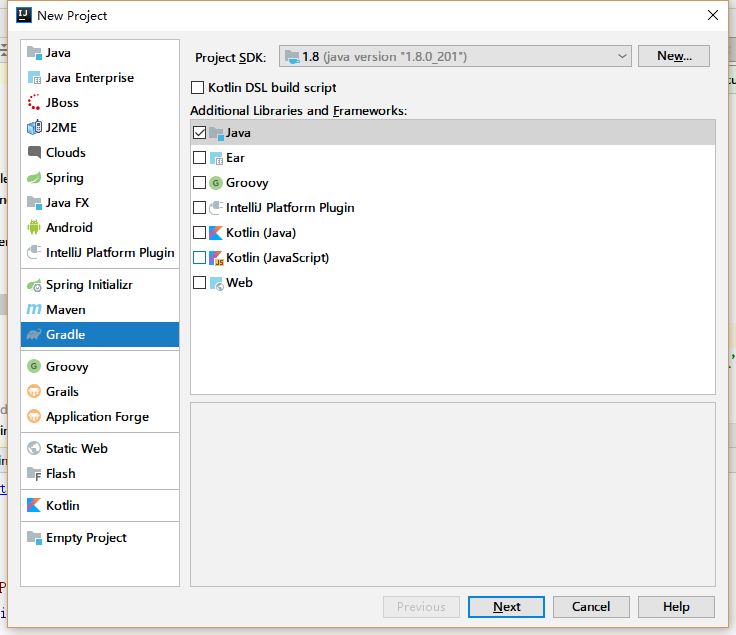 New Project
Java
Java Enterprise
JBoss
J2ME
Clouds
Spring
Java FX
Android
IntelliJ Platform Plugin
Spring Initializr
Maven
Gradle
Groovy
Grails
Application Forge
Static Web
Flash
Kotlin
Empty Project
Project SDK: 1.8 (java version "1.8.0_201") New...
Kotlin DSL build script
Additional Libraries and Frameworks:
Java
Ear
Groovy
IntelliJ Platform Plugin
Kotlin (Java)
Kotlin (JavaScript)
Web
Previous Next Cancel Help